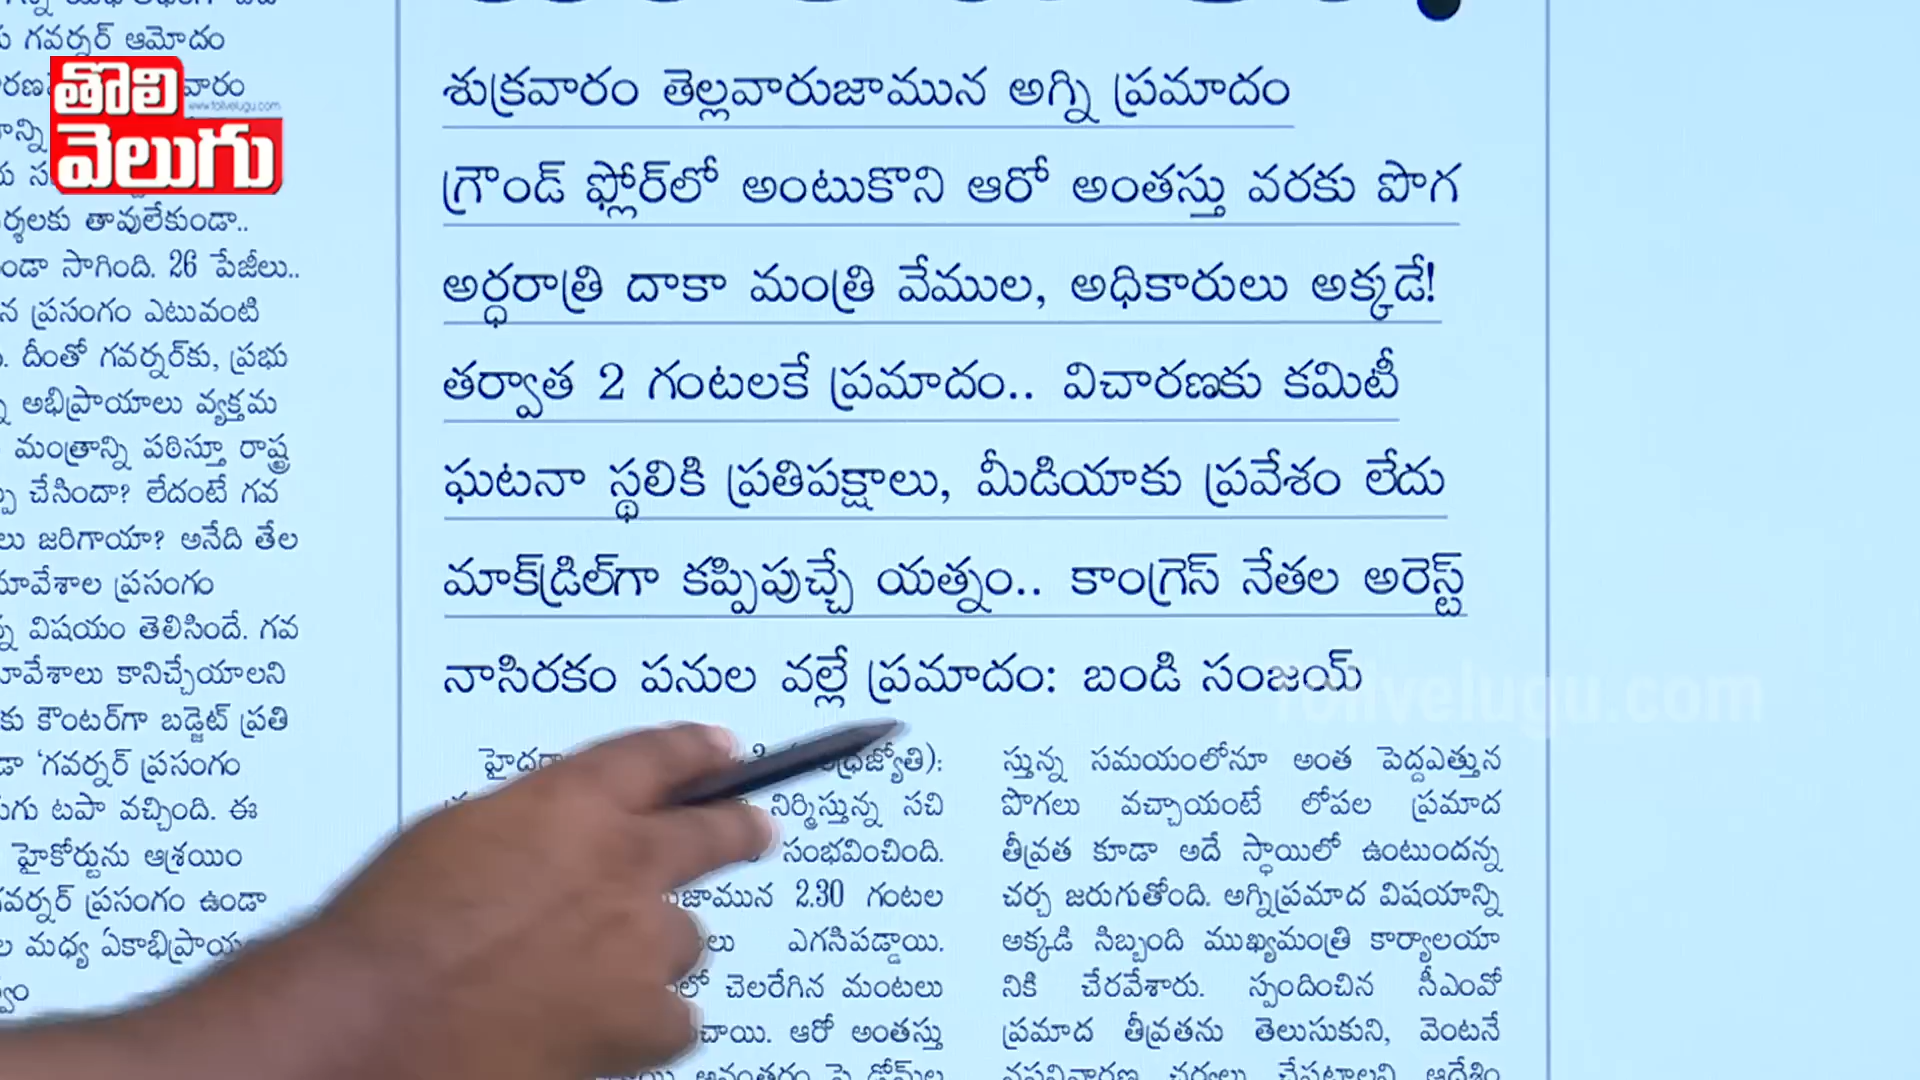 గవర్నర్ ఆమోదం
వారం
తొలి
వెలుగు
www.tolivelugu.com
తావులేకుండా..
సాగింది. 26 పేజీలు..
ప్రసంగం ఎటువంటి
దీంతో గవర్నర్‌కు, ప్రభు
అభిప్రాయాలు వ్యక్తమ
మంత్రాన్ని పఠిస్తూ రాష్ట్ర
చేసిందా? లేదంటే గవ
జరిగాయా? అనేది తేల
ప్రసంగం
విషయం తెలిసిందే. గవ
కానిచ్చేయాలని
కౌంటర్‌గా బడ్జెట్ ప్రతి
'గవర్నర్ ప్రసంగం
టపా వచ్చింది. ఈ
హైకోర్టును ఆశ్రయిం
ప్రసంగం ఉండా
మధ్య
శుక్రవారం తెల్లవారుజామున అగ్ని ప్రమాదం
గ్రౌండ్ ఫ్లోర్‌లో అంటుకొని ఆరో అంతస్తు వరకు పొగ
అర్ధరాత్రి దాకా మంత్రి వేముల, అధికారులు అక్కడే!
తర్వాత 2 గంటలకే ప్రమాదం.. విచారణకు కమిటీ
ఘటనా స్థలికి ప్రతిపక్షాలు, మీడియాకు ప్రవేశం లేదు
మాక్‌డ్రిల్‌గా కప్పిపుచ్చే యత్నం.. కాంగ్రెస్ నేతల అరెస్ట్
నాసిరకం పనుల వల్లే ప్రమాదం: బండి సంజయ్
tolivelugu.com
నిర్మిస్తున్న సచి
సంభవించింది.
2.30 గంటల
ఎగసిపడ్డాయి.
చెలరేగిన మంటలు
ఆరో అంతస్తు
స్తున్న సమయంలోనూ అంత పెద్దఎత్తున
పొగలు వచ్చాయంటే లోపల ప్రమాద
తీవ్రత కూడా అదే స్థాయిలో ఉంటుందన్న
చర్చ జరుగుతోంది. అగ్నిప్రమాద విషయాన్ని
అక్కడి సిబ్బంది ముఖ్యమంత్రి కార్యాలయా
నికి చేరవేశారు. స్పందించిన సీఎంవో
ప్రమాద తీవ్రతను తెలుసుకుని, వెంటనే